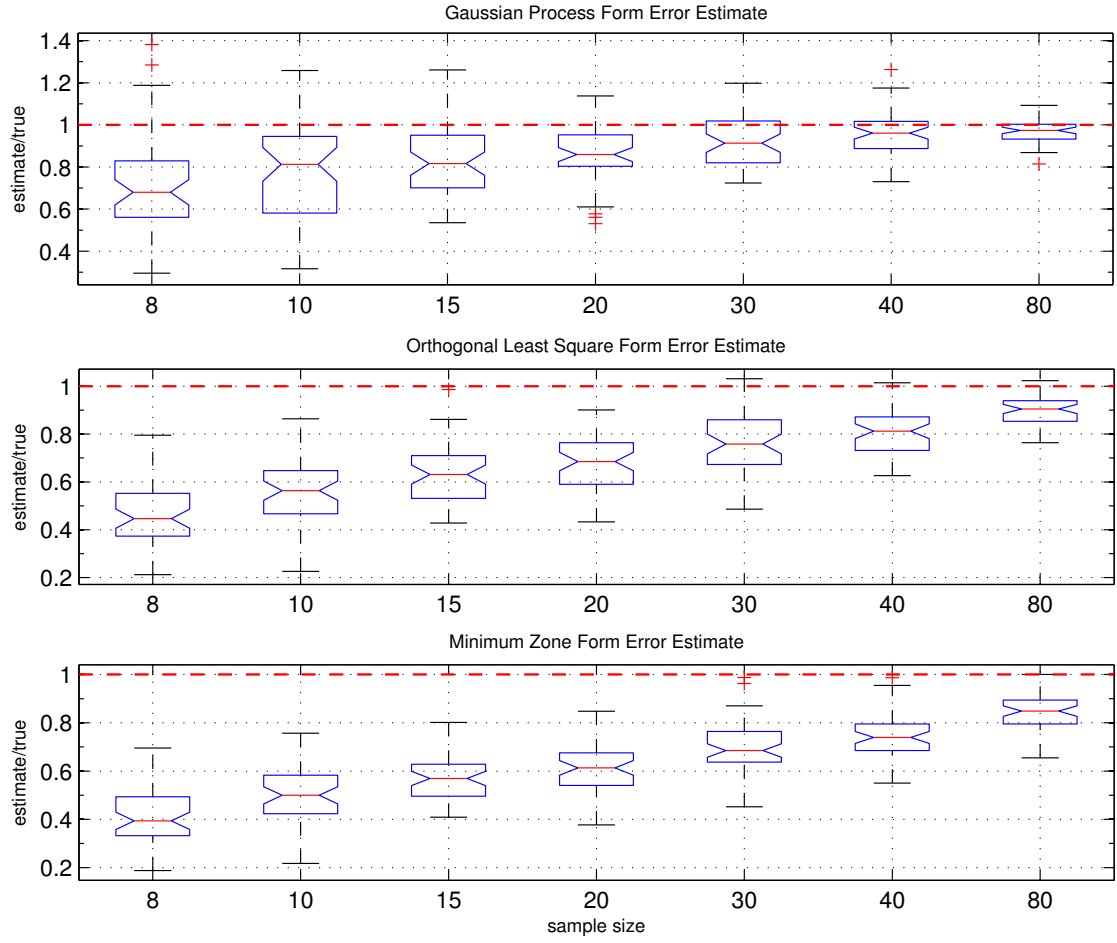 Gaussian Process Form Error Estimate
1.4
1.2
1
0.8
0.6
0.4
estimate/true
8 10 15 20 30 40 80
Orthogonal Least Square Form Error Estimate
1
0.8
0.6
0.4
0.2
estimate/true
8 10 15 20 30 40 80
Minimum Zone Form Error Estimate
1
0.8
0.6
0.4
0.2
estimate/true
8 10 15 20 30 40 80
sample size